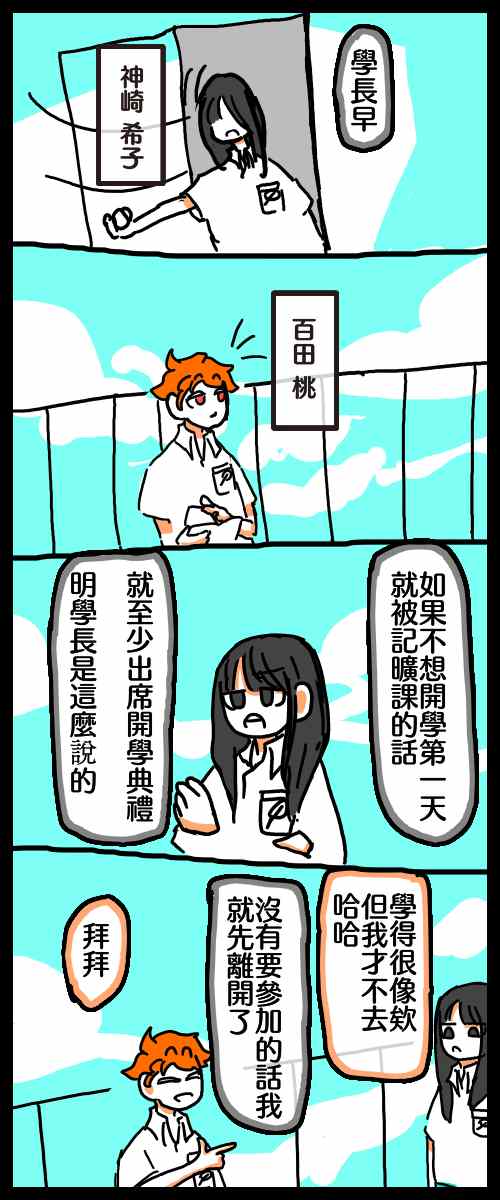 學長早
神崎 希子
百田 桃
如果不想開學第一天
就被記曠課的話
就至少出席開學典禮
明學長是這麼說的
學得很像欸
但我才不去
哈哈
沒有要參加的話我
就先離開了
拜拜